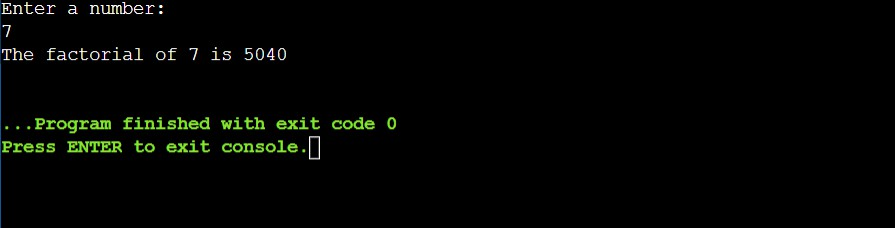 Enter a number:
7
The factorial of 7 is 5040
...Program finished with exit code 0
Press ENTER to exit console.